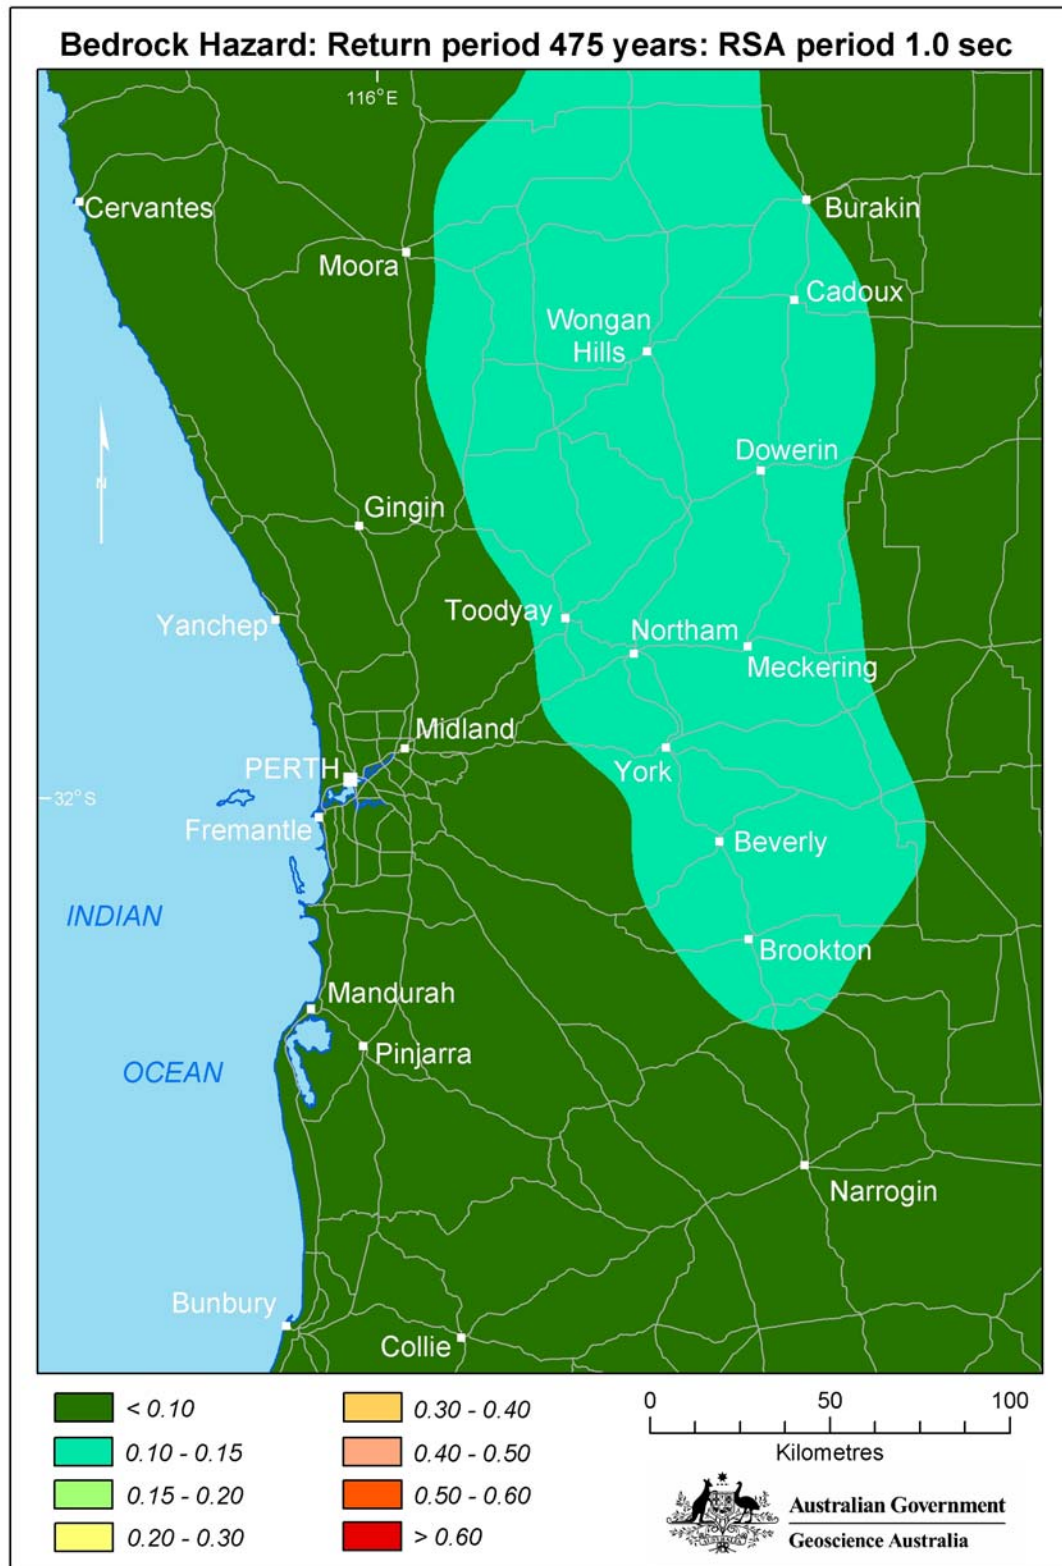 Bedrock Hazard: Return period 475 years: RSA period 1.0 sec
116°E
Cervantes
Burakin
Moora
Cadoux
Wongan
Hills
Dowerin
N
Gingin
Toodyay
Yanchep
Northam
Meckering
Midland
PERTH
York
32°S
Fremantle
Beverly
INDIAN
Brookton
Mandurah
Pinjarra
OCEAN
Narrogin
Bunbury
Collie
< 0.10
0.10 - 0.15
0.15 - 0.20
0.20 - 0.30
0.30 - 0.40
0.40 - 0.50
0.50 - 0.60
> 0.60
0 50 100
Kilometres
Australian Government
Geoscience Australia